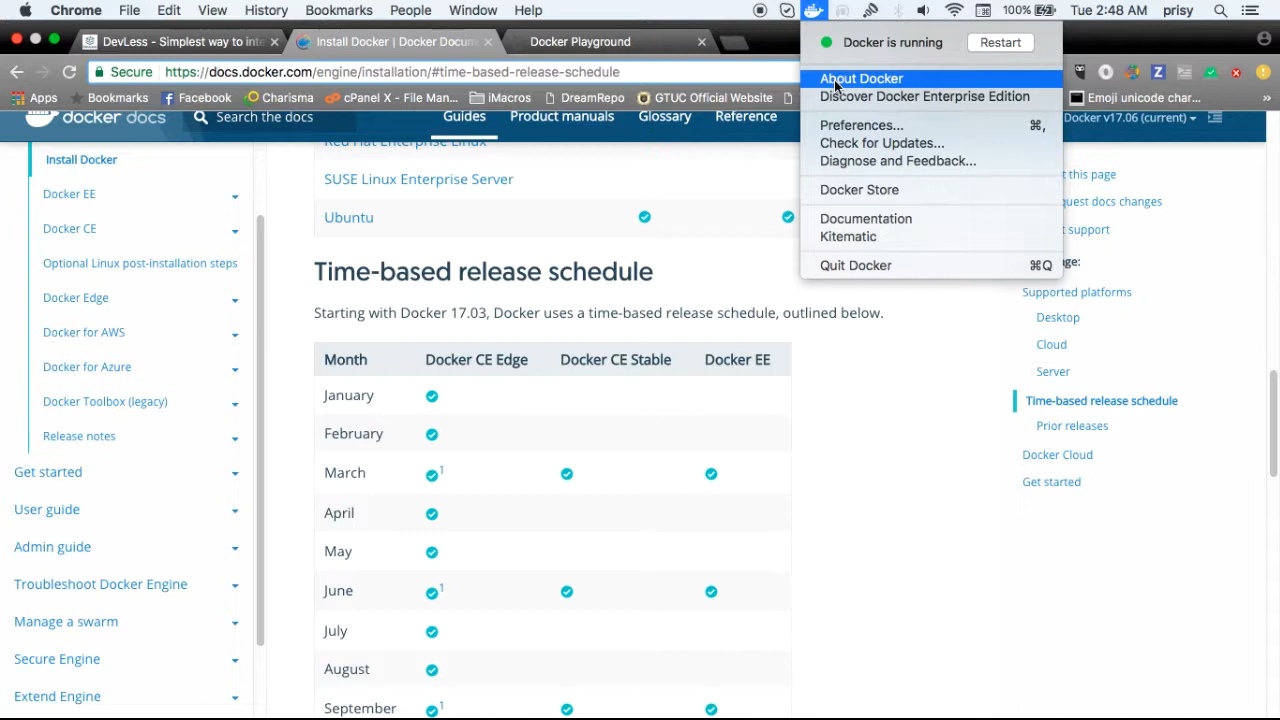 Chrome File Edit View History Bookmarks People Window Help 100% Tue 2:48 AM prisy
DevLess - Simplest way to inte
Install Docker | Docker Docum
Docker Playground
Secure https://docs.docker.com/engine/installation/#time-based-release-schedule
Apps Bookmarks Facebook Charisma cPanel X - File Man... iMacros DreamRepo GTUC Official Website Emoji unicode char... »
Docker is running Restart
About Docker
Discover Docker Enterprise Edition
Preferences... ⌘,
Check for Updates...
Diagnose and Feedback...
Docker Store
Documentation
Kitematic
Quit Docker ⌘Q
docker docs Search the docs Guides Product manuals Glossary Reference Docker v17.06 (current)
Install Docker
Docker EE
Docker CE
Optional Linux post-installation steps
Docker Edge
Docker for AWS
Docker for Azure
Docker Toolbox (legacy)
Release notes
Get started
User guide
Admin guide
Troubleshoot Docker Engine
Manage a swarm
Secure Engine
Extend Engine
Red Hat Enterprise Linux
SUSE Linux Enterprise Server
Ubuntu
Time-based release schedule
Starting with Docker 17.03, Docker uses a time-based release schedule, outlined below.
Month Docker CE Edge Docker CE Stable Docker EE
January
February
March 1
April
May
June 1
July
August
September 1
t this page
uest docs changes
support
ge:
Supported platforms
Desktop
Cloud
Server
Time-based release schedule
Prior releases
Docker Cloud
Get started